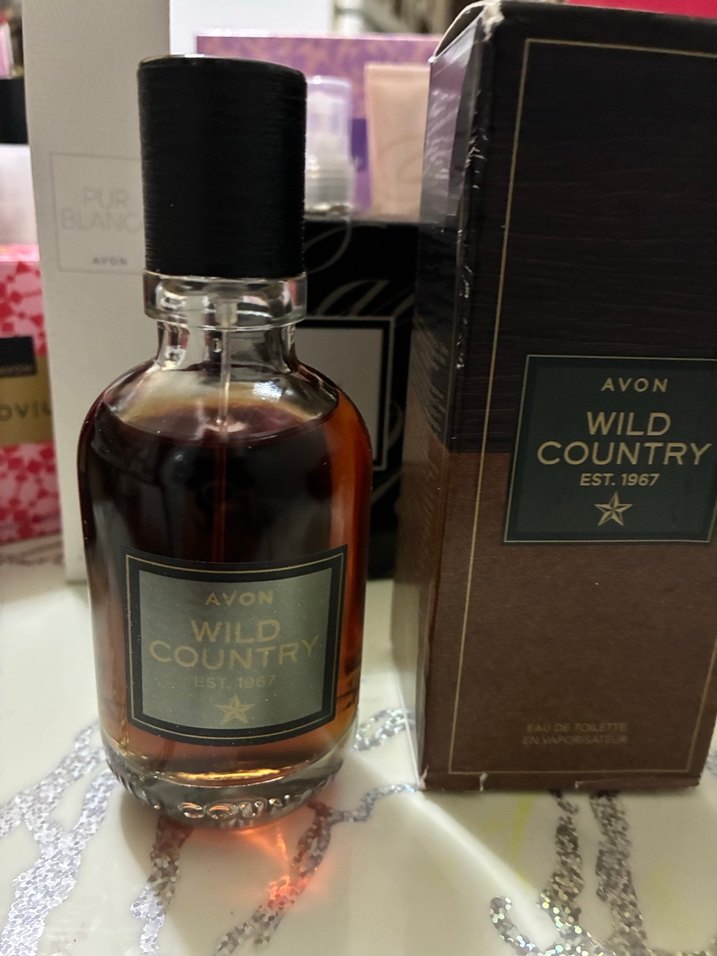 PUR
BLANCA
AVON
AVON
WILD
COUNTRY
EST. 1967
AVON
WILD
COUNTRY
EST. 1967
EAU DE TOILETTE
EN VAPORISATEUR